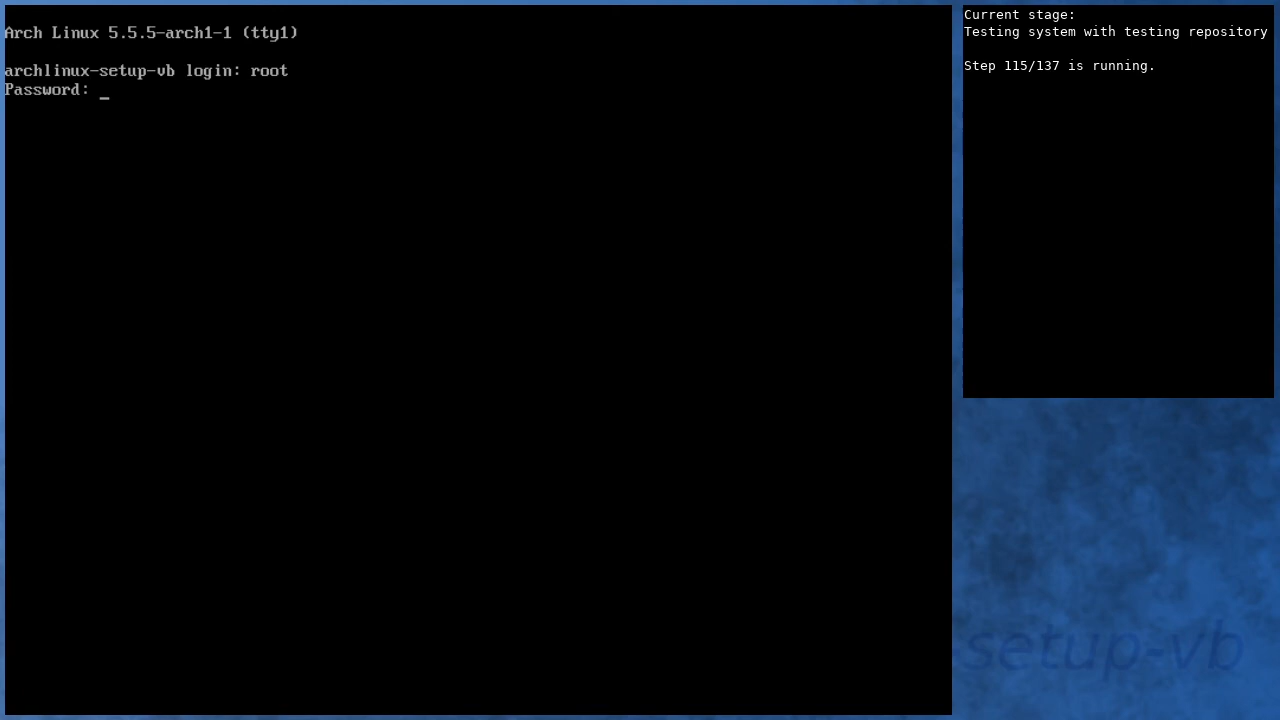 Arch Linux 5.5.5-arch1-1 (tty1)
archlinux-setup-vb login: root
Password: _
Current stage:
Testing system with testing repository
Step 115/137 is running.
setup-vb